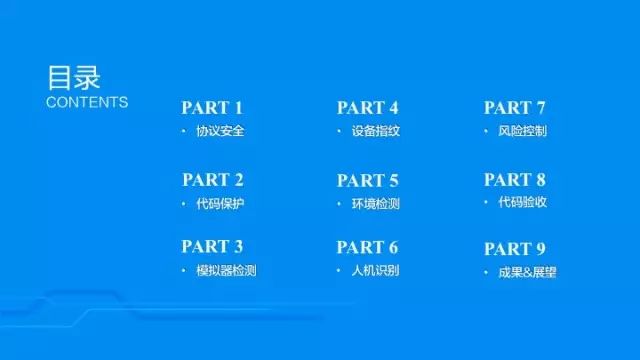 目录
CONTENTS
PART 1
• 协议安全
PART 2
• 代码保护
PART 3
• 模拟器检测
PART 4
• 设备指纹
PART 5
• 环境检测
PART 6
• 人机识别
PART 7
• 风险控制
PART 8
• 代码验收
PART 9
• 成果&展望